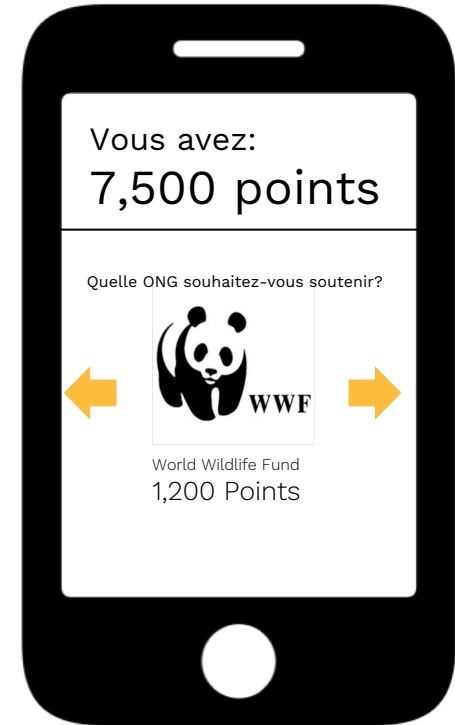 Vous avez:
7,500 points
Quelle ONG souhaitez-vous soutenir?
WWF
World Wildlife Fund
1,200 Points